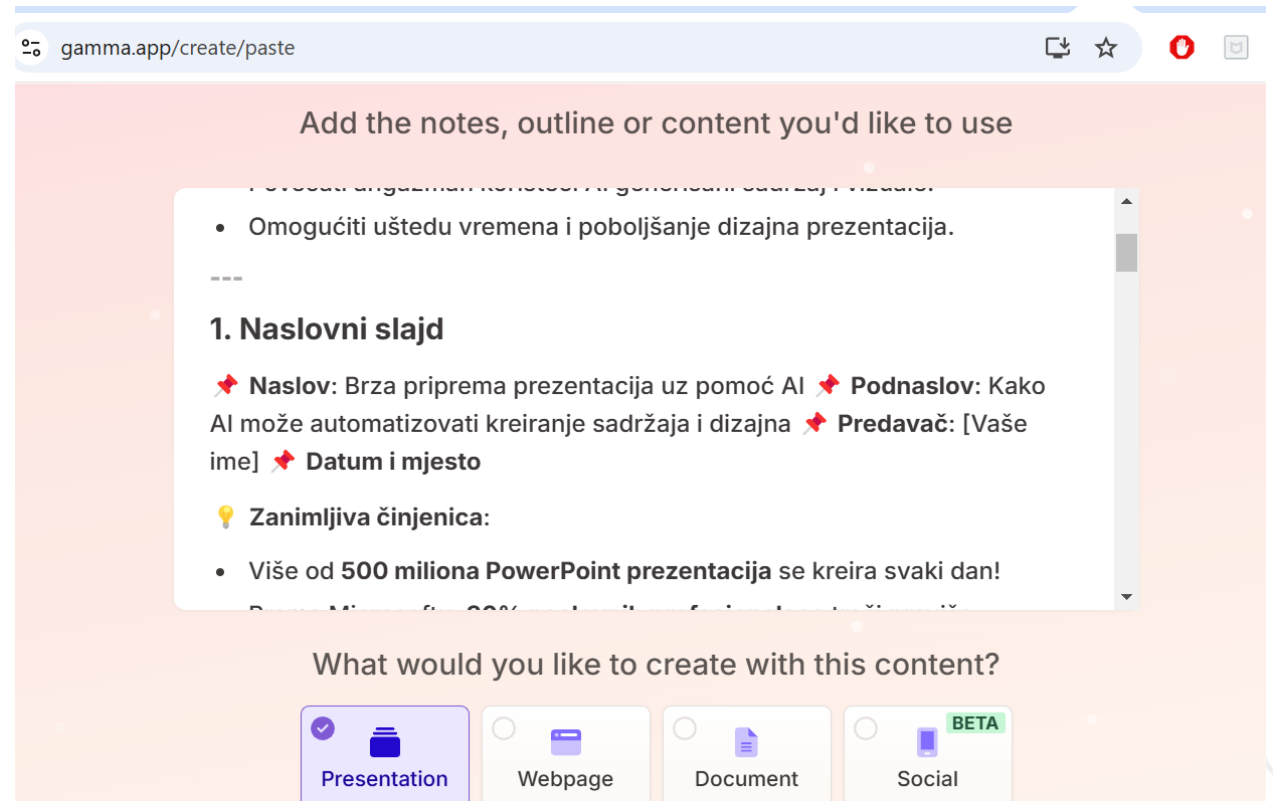 gamma.app/create/paste
Add the notes, outline or content you'd like to use
Omogućiti uštedu vremena i poboljšanje dizajna prezentacija.
---
1. Naslovni slajd
📌 Naslov: Brza priprema prezentacija uz pomoć AI 📌 Podnaslov: Kako
AI može automatizovati kreiranje sadržaja i dizajna 📌 Predavač: [Vaše
ime] 📌 Datum i mjesto
💡 Zanimljiva činjenica:
Više od 500 miliona PowerPoint prezentacija se kreira svaki dan!
What would you like to create with this content?
BETA
Presentation Webpage Document Social